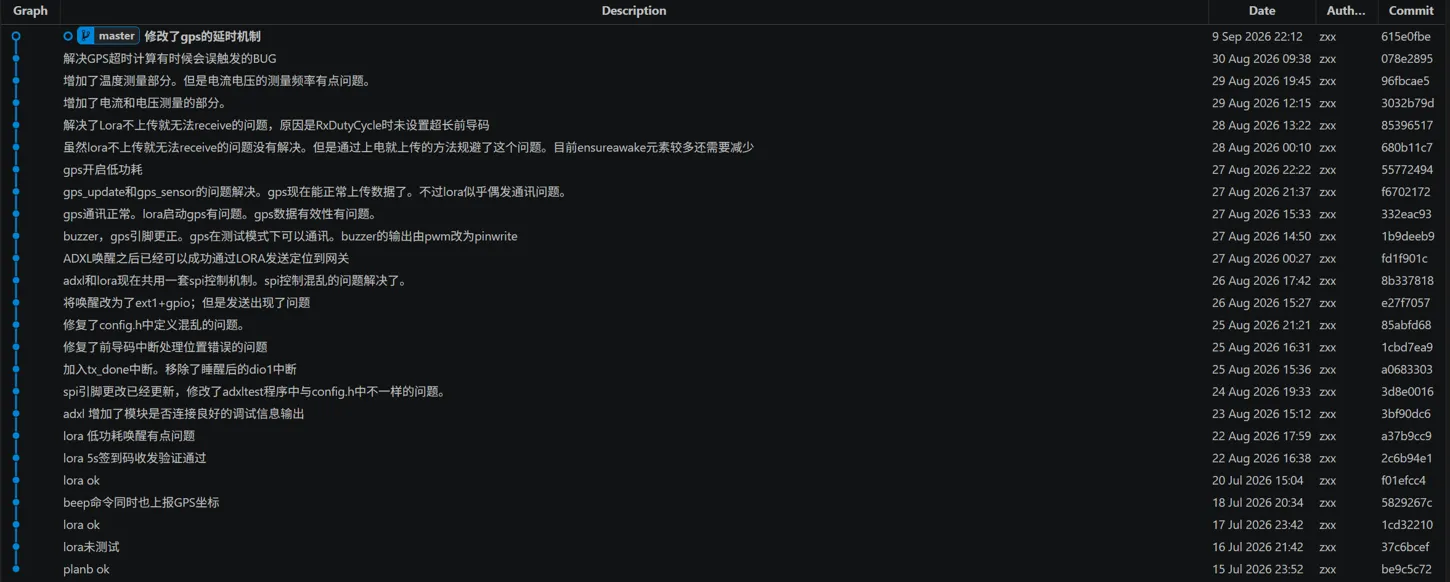 Graph Description Date Auth... Commit
master 修改了gps的延时机制 9 Sep 2026 22:12 zxx 615e0fbe
解决GPS超时计算有时候会误触发的BUG 30 Aug 2026 09:38 zxx 078e2895
增加了温度测量部分。但是电流电压的测量频率有点问题。 29 Aug 2026 19:45 zxx 96fbcae5
增加了电流和电压测量的部分。 29 Aug 2026 12:15 zxx 3032b79d
解决了Lora不上传就无法receive的问题，原因是RxDutyCycle时未设置超长前导码 28 Aug 2026 13:22 zxx 85396517
虽然lora不上传就无法receive的问题没有解决。但是通过上电就上传的方法规避了这个问题。目前ensureawake元素较多还需要减少 28 Aug 2026 00:10 zxx 680b11c7
gps开启低功耗 27 Aug 2026 22:22 zxx 55772494
gps_update和gps_sensor的问题解决。gps现在能正常上传数据了。不过lora似乎偶发通讯问题。 27 Aug 2026 21:37 zxx f6702172
gps通讯正常。lora启动gps有问题。gps数据有效性有问题。 27 Aug 2026 15:33 zxx 332eac93
buzzer，gps引脚更正。gps在测试模式下可以通讯。buzzer的输出由pwm改为pinwrite 27 Aug 2026 14:50 zxx 1b9deeb9
ADXL唤醒之后已经可以成功通过LORA发送定位到网关 27 Aug 2026 00:27 zxx fd1f901c
adxl和lora现在共用一套spi控制机制。spi控制混乱的问题解决了。 26 Aug 2026 17:42 zxx 8b337818
将唤醒改为了ext1+gpio；但是发送出现了问题 26 Aug 2026 15:27 zxx e27f7057
修复了config.h中定义混乱的问题。 25 Aug 2026 21:21 zxx 85abfd68
修复了前导码中断处理位置错误的问题 25 Aug 2026 16:31 zxx 1cbd7ea9
加入tx_done中断。移除了睡醒后的dio1中断 25 Aug 2026 15:36 zxx a0683303
spi引脚更改已经更新，修改了adxltest程序中与config.h中不一样的问题。 24 Aug 2026 19:33 zxx 3d8e0016
adxl 增加了模块是否连接良好的调试信息输出 23 Aug 2026 15:12 zxx 3bf90dc6
lora 低功耗唤醒有点问题 22 Aug 2026 17:59 zxx a37b9cc9
lora 5s签到码收发验证通过 22 Aug 2026 16:38 zxx 2c6b94e1
lora ok 20 Jul 2026 15:04 zxx f01efcc4
beep命令同时也上报GPS坐标 18 Jul 2026 20:34 zxx 5829267c
lora ok 17 Jul 2026 23:42 zxx 1cd32210
lora未测试 16 Jul 2026 21:42 zxx 37c6bcef
planb ok 15 Jul 2026 23:52 zxx be9c5c72